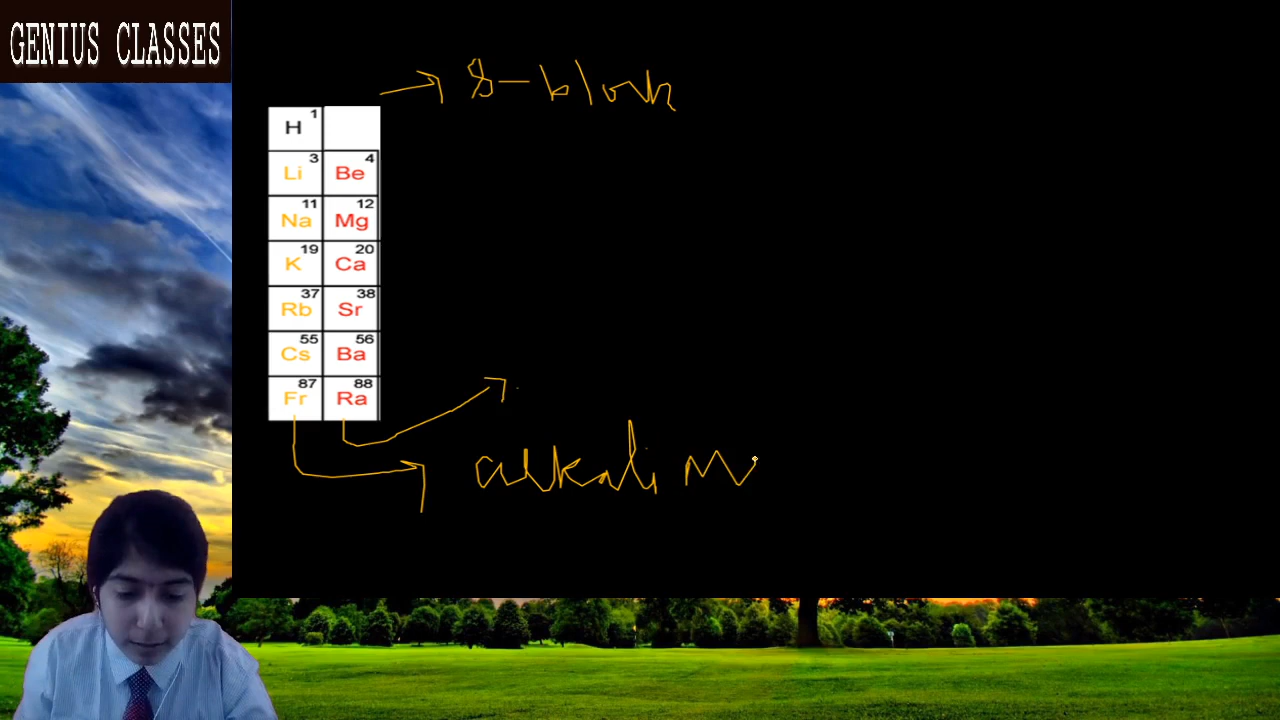 GENIUS CLASSES
s-block
H 1
Li 3 Be 4
Na 11 Mg 12
K 19 Ca 20
Rb 37 Sr 38
Cs 55 Ba 56
Fr 87 Ra 88
alkali M